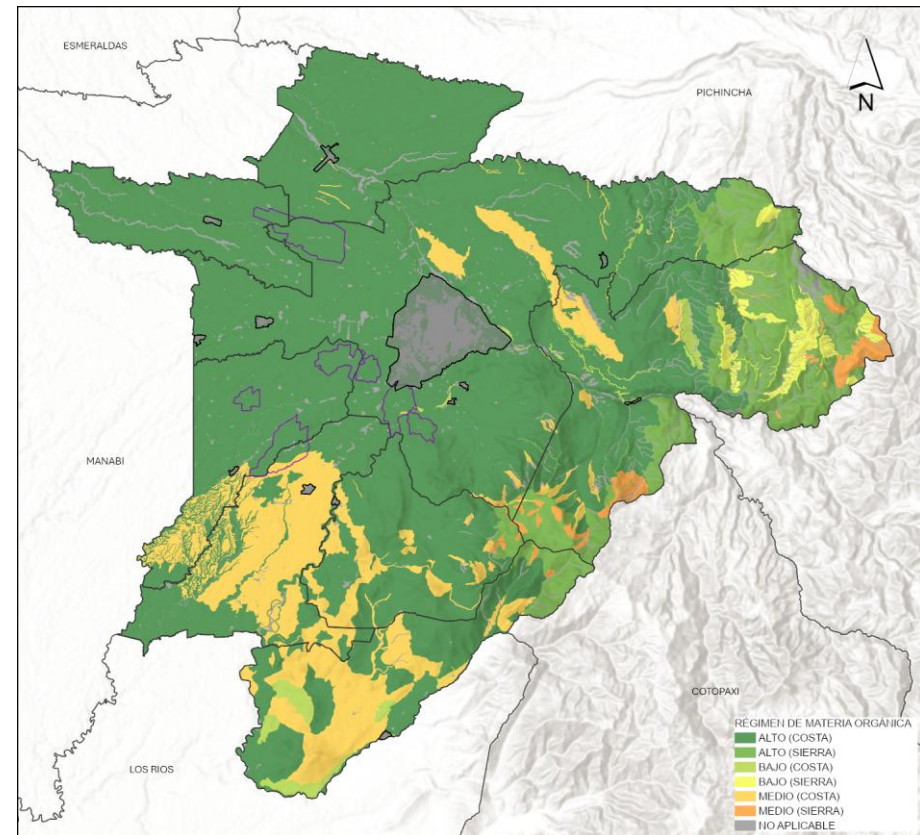 ESMERALDAS
PICHINCHA
N
MANABI
COTOPAXI
LOS RIOS
RÉGIMEN DE MATERIA ORGÁNICA
ALTO (COSTA)
ALTO (SIERRA)
BAJO (COSTA)
BAJO (SIERRA)
MEDIO (COSTA)
MEDIO (SIERRA)
NO APLICABLE